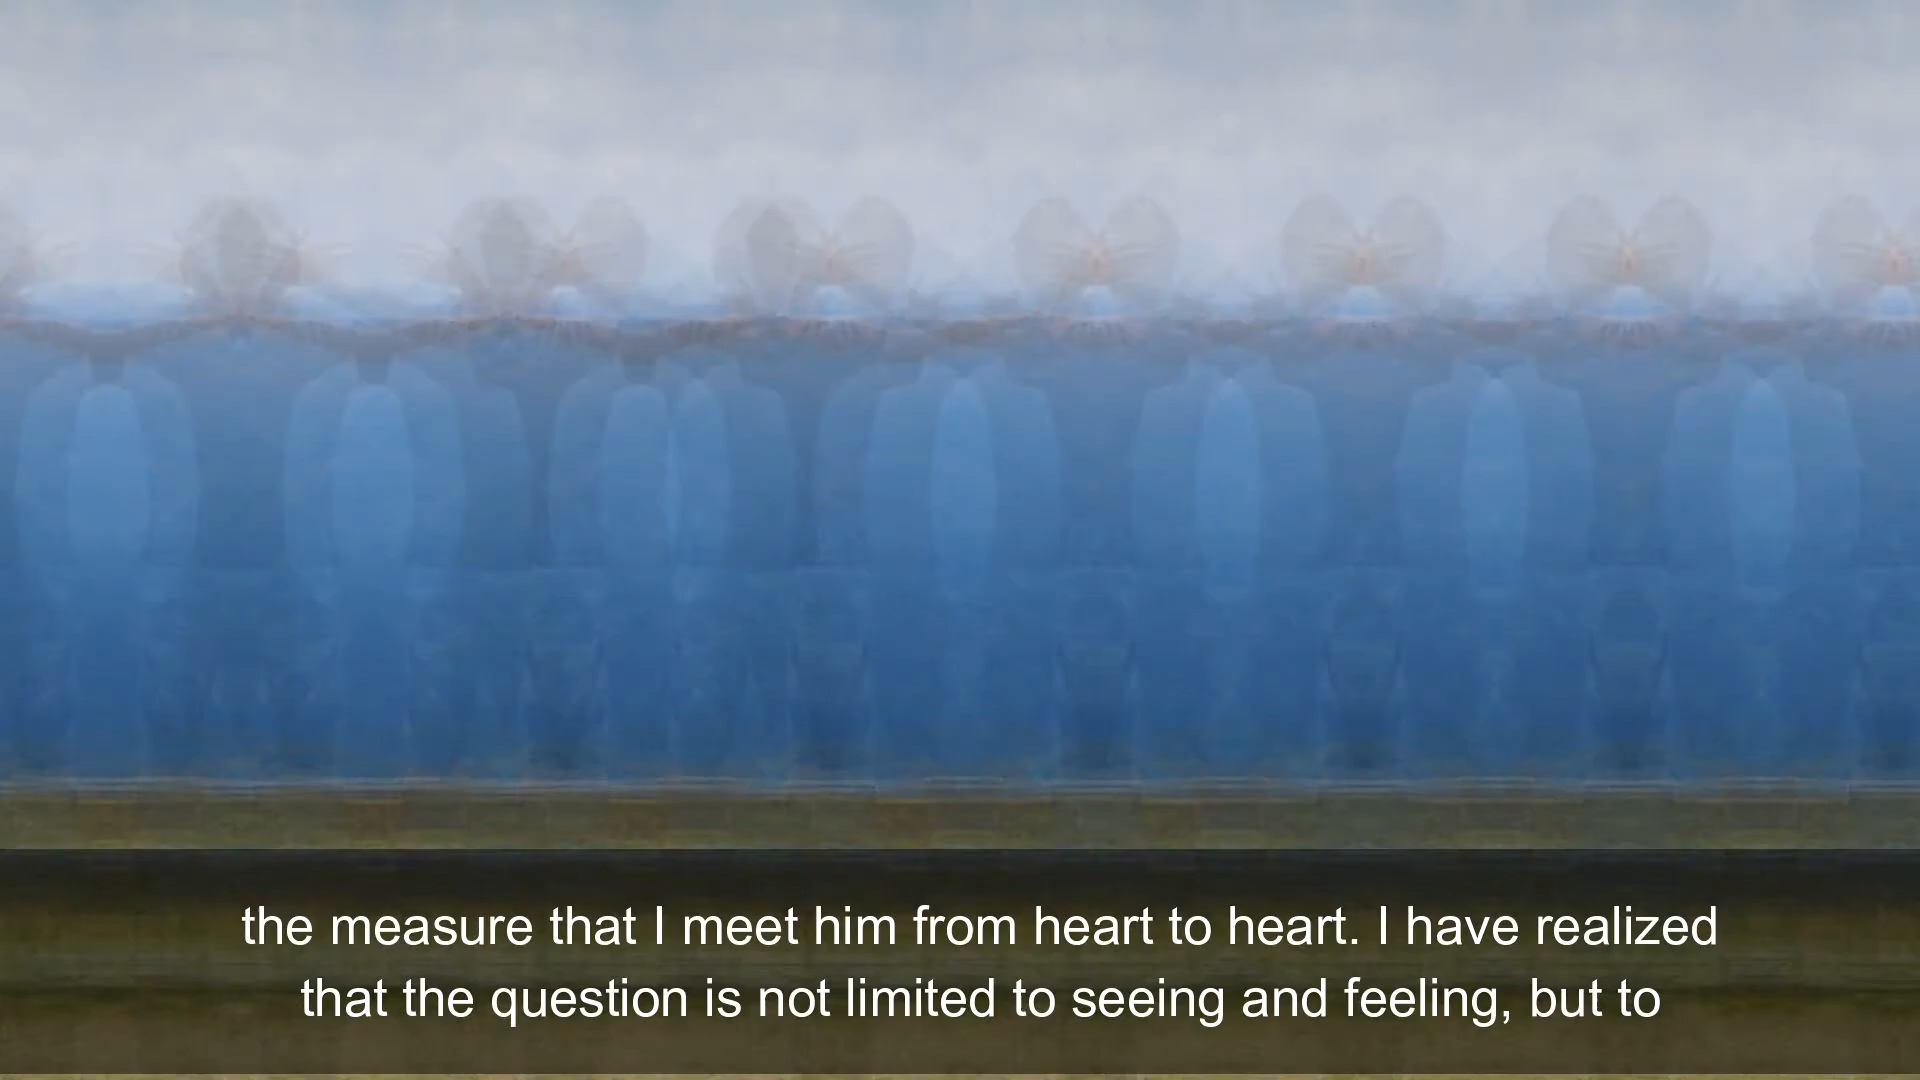 the measure that I meet him from heart to heart. I have realized
that the question is not limited to seeing and feeling, but to